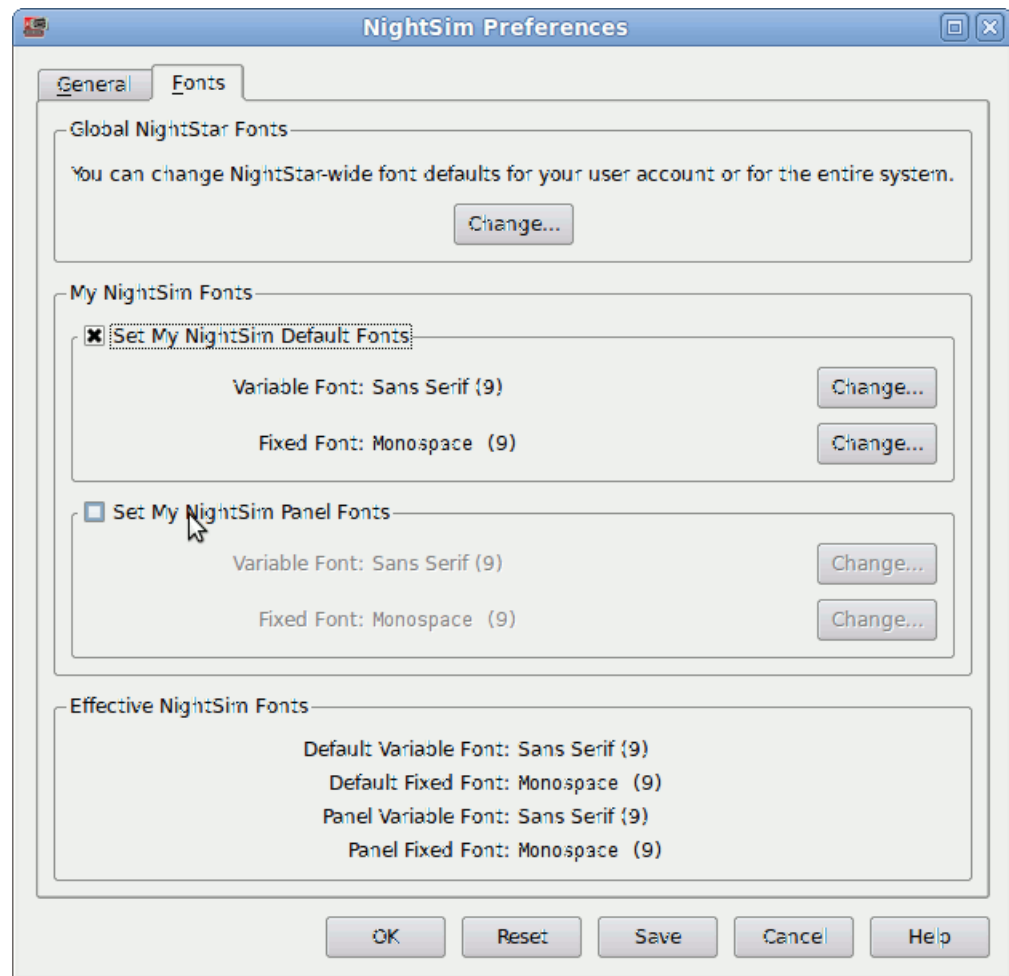 NightSim Preferences
General Fonts
Global NightStar Fonts
You can change NightStar-wide font defaults for your user account or for the entire system.
Change...
My NightSim Fonts
Set My NightSim Default Fonts
Variable Font: Sans Serif (9) Change...
Fixed Font: Monospace (9) Change...
Set My NightSim Panel Fonts
Variable Font: Sans Serif (9) Change...
Fixed Font: Monospace (9) Change...
Effective NightSim Fonts
Default Variable Font: Sans Serif (9)
Default Fixed Font: Monospace (9)
Panel Variable Font: Sans Serif (9)
Panel Fixed Font: Monospace (9)
OK Reset Save Cancel Help